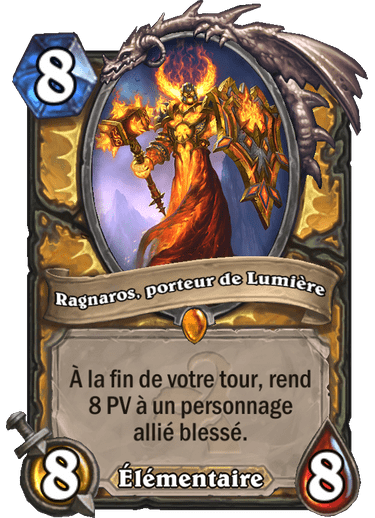 8
Ragnaros, porteur de Lumière
À la fin de votre tour, rend
8 PV à un personnage
allié blessé.
8
Élémentaire
8